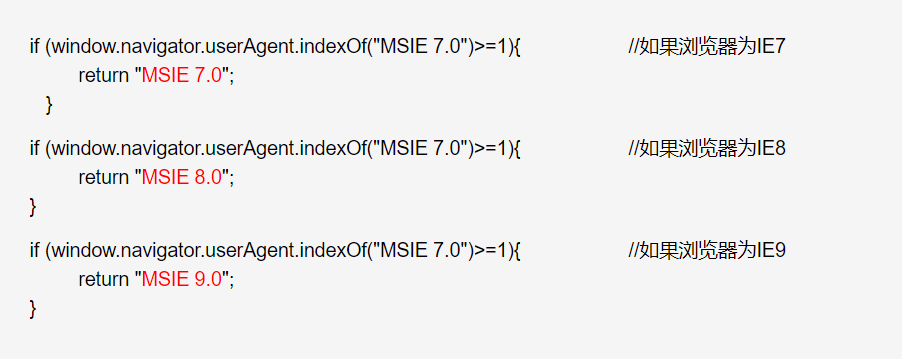 if (window.navigator.userAgent.indexOf("MSIE 7.0")>=1){ //如果浏览器为IE7
return "MSIE 7.0";
}
if (window.navigator.userAgent.indexOf("MSIE 7.0")>=1){ //如果浏览器为IE8
return "MSIE 8.0";
}
if (window.navigator.userAgent.indexOf("MSIE 7.0")>=1){ //如果浏览器为IE9
return "MSIE 9.0";
}